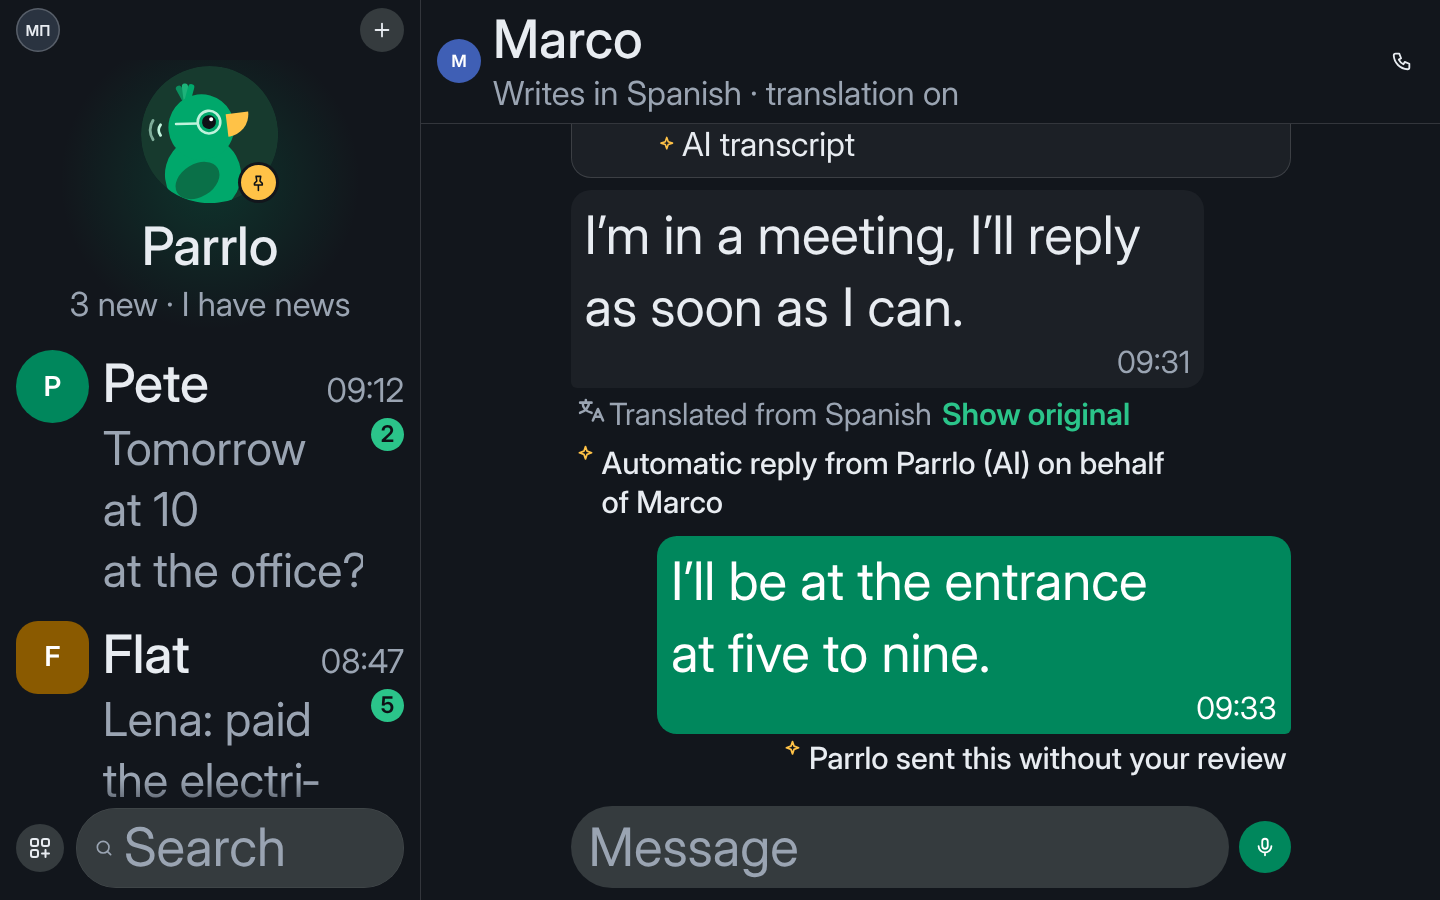 МП
Parrlo
3 new · I have news
P
Pete
09:12
Tomorrow
2
at 10
at the office?
F
Flat
08:47
Lena: paid
5
the electri-
Search
M
Marco
Writes in Spanish · translation on
AI transcript
I’m in a meeting, I’ll reply
as soon as I can.
09:31
Translated from Spanish Show original
Automatic reply from Parrlo (AI) on behalf
of Marco
I’ll be at the entrance
at five to nine.
09:33
Parrlo sent this without your review
Message